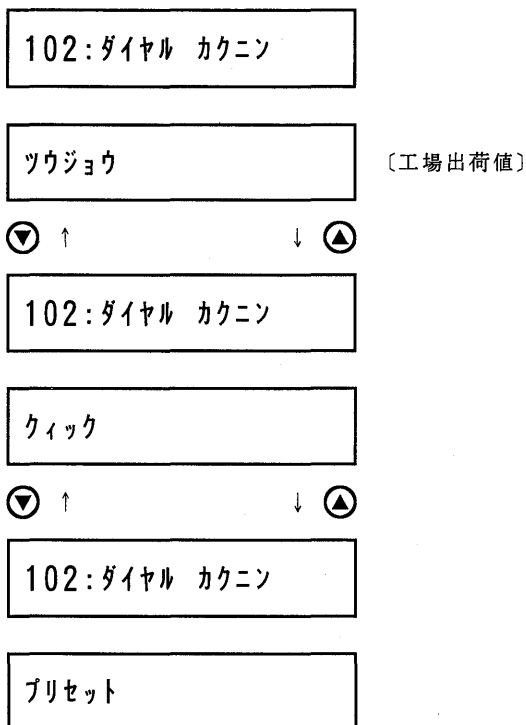 102:ダイヤル カクニン
ツウジョウ 〔工場出荷値〕
▼ ↑ ↓ ▲
102:ダイヤル カクニン
クィック
▼ ↑ ↓ ▲
102:ダイヤル カクニン
プリセット